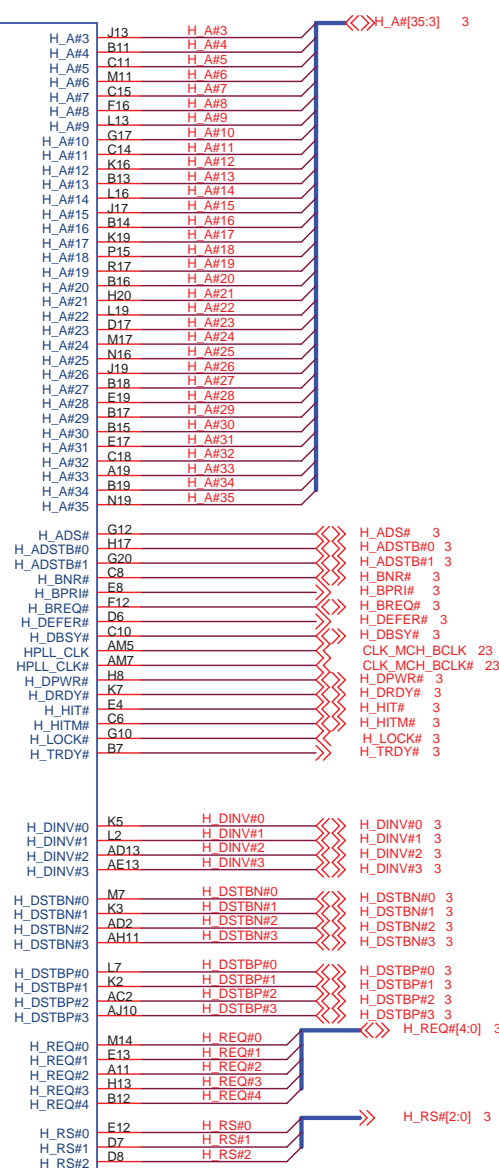 H_A#3 J13 H_A#3 H_A#[35:3] 3
H_A#4 B11 H_A#4
H_A#5 C11 H_A#5
H_A#6 M11 H_A#6
H_A#7 C15 H_A#7
H_A#8 F16 H_A#8
H_A#9 L13 H_A#9
H_A#10 G17 H_A#10
H_A#11 C14 H_A#11
H_A#12 K16 H_A#12
H_A#13 B13 H_A#13
H_A#14 L16 H_A#14
H_A#15 J17 H_A#15
H_A#16 B14 H_A#16
H_A#17 K19 H_A#17
H_A#18 P15 H_A#18
H_A#19 R17 H_A#19
H_A#20 B16 H_A#20
H_A#21 H20 H_A#21
H_A#22 L19 H_A#22
H_A#23 D17 H_A#23
H_A#24 M17 H_A#24
H_A#25 N16 H_A#25
H_A#26 J19 H_A#26
H_A#27 B18 H_A#27
H_A#28 E19 H_A#28
H_A#29 B17 H_A#29
H_A#30 B15 H_A#30
H_A#31 E17 H_A#31
H_A#32 C18 H_A#32
H_A#33 A19 H_A#33
H_A#34 B19 H_A#34
H_A#35 N19 H_A#35
H_ADS# G12 H_ADS# 3
H_ADSTB#0 H17 H_ADSTB#0 3
H_ADSTB#1 G20 H_ADSTB#1 3
H_BNR# C8 H_BNR# 3
H_BPRI# E8 H_BPRI# 3
H_BREQ# F12 H_BREQ# 3
H_DEFER# D6 H_DEFER# 3
H_DBSY# C10 H_DBSY# 3
HPLL_CLK AM5 CLK_MCH_BCLK 23
HPLL_CLK# AM7 CLK_MCH_BCLK# 23
H_DPWR# H8 H_DPWR# 3
H_DRDY# K7 H_DRDY# 3
H_HIT# E4 H_HIT# 3
H_HITM# C6 H_HITM# 3
H_LOCK# G10 H_LOCK# 3
H_TRDY# B7 H_TRDY# 3
H_DINV#0 K5 H_DINV#0 H_DINV#0 3
H_DINV#1 L2 H_DINV#1 H_DINV#1 3
H_DINV#2 AD13 H_DINV#2 H_DINV#2 3
H_DINV#3 AE13 H_DINV#3 H_DINV#3 3
H_DSTBN#0 M7 H_DSTBN#0 H_DSTBN#0 3
H_DSTBN#1 K3 H_DSTBN#1 H_DSTBN#1 3
H_DSTBN#2 AD2 H_DSTBN#2 H_DSTBN#2 3
H_DSTBN#3 AH11 H_DSTBN#3 H_DSTBN#3 3
H_DSTBP#0 L7 H_DSTBP#0 H_DSTBP#0 3
H_DSTBP#1 K2 H_DSTBP#1 H_DSTBP#1 3
H_DSTBP#2 AC2 H_DSTBP#2 H_DSTBP#2 3
H_DSTBP#3 AJ10 H_DSTBP#3 H_DSTBP#3 3
H_REQ#0 M14 H_REQ#0 H_REQ#[4:0] 3
H_REQ#1 E13 H_REQ#1
H_REQ#2 A11 H_REQ#2
H_REQ#3 H13 H_REQ#3
H_REQ#4 B12 H_REQ#4
H_RS#0 E12 H_RS#0 H_RS#[2:0] 3
H_RS#1 D7 H_RS#1
H_RS#2 D8 H_RS#2